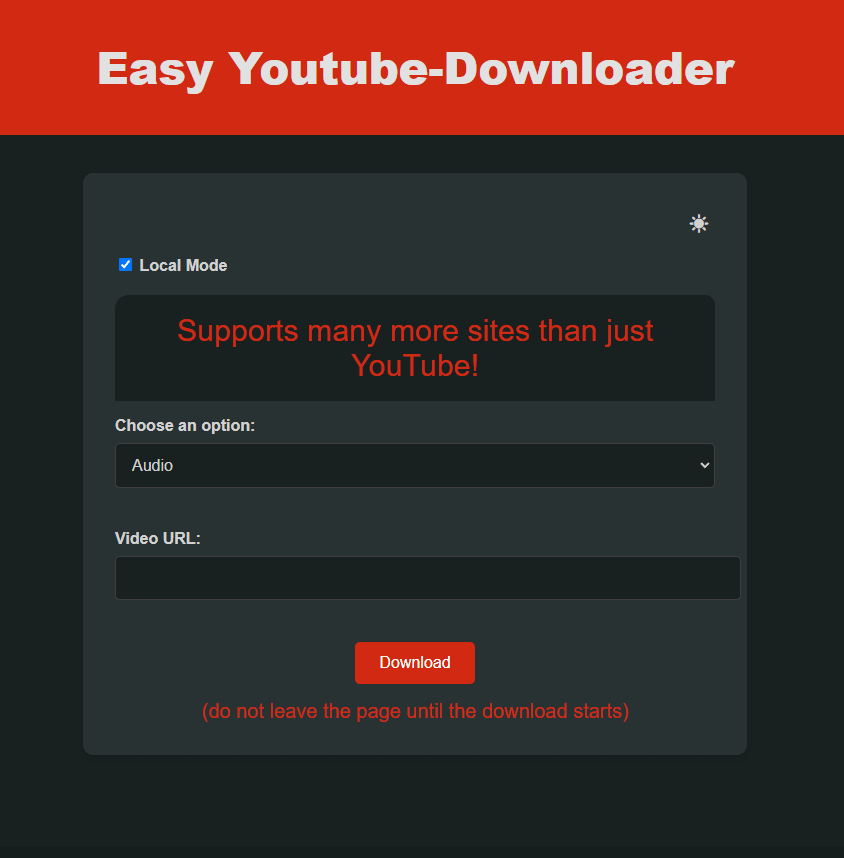 Easy Youtube-Downloader
Local Mode
Supports many more sites than just
YouTube!
Choose an option:
Audio
Video URL:
Download
(do not leave the page until the download starts)